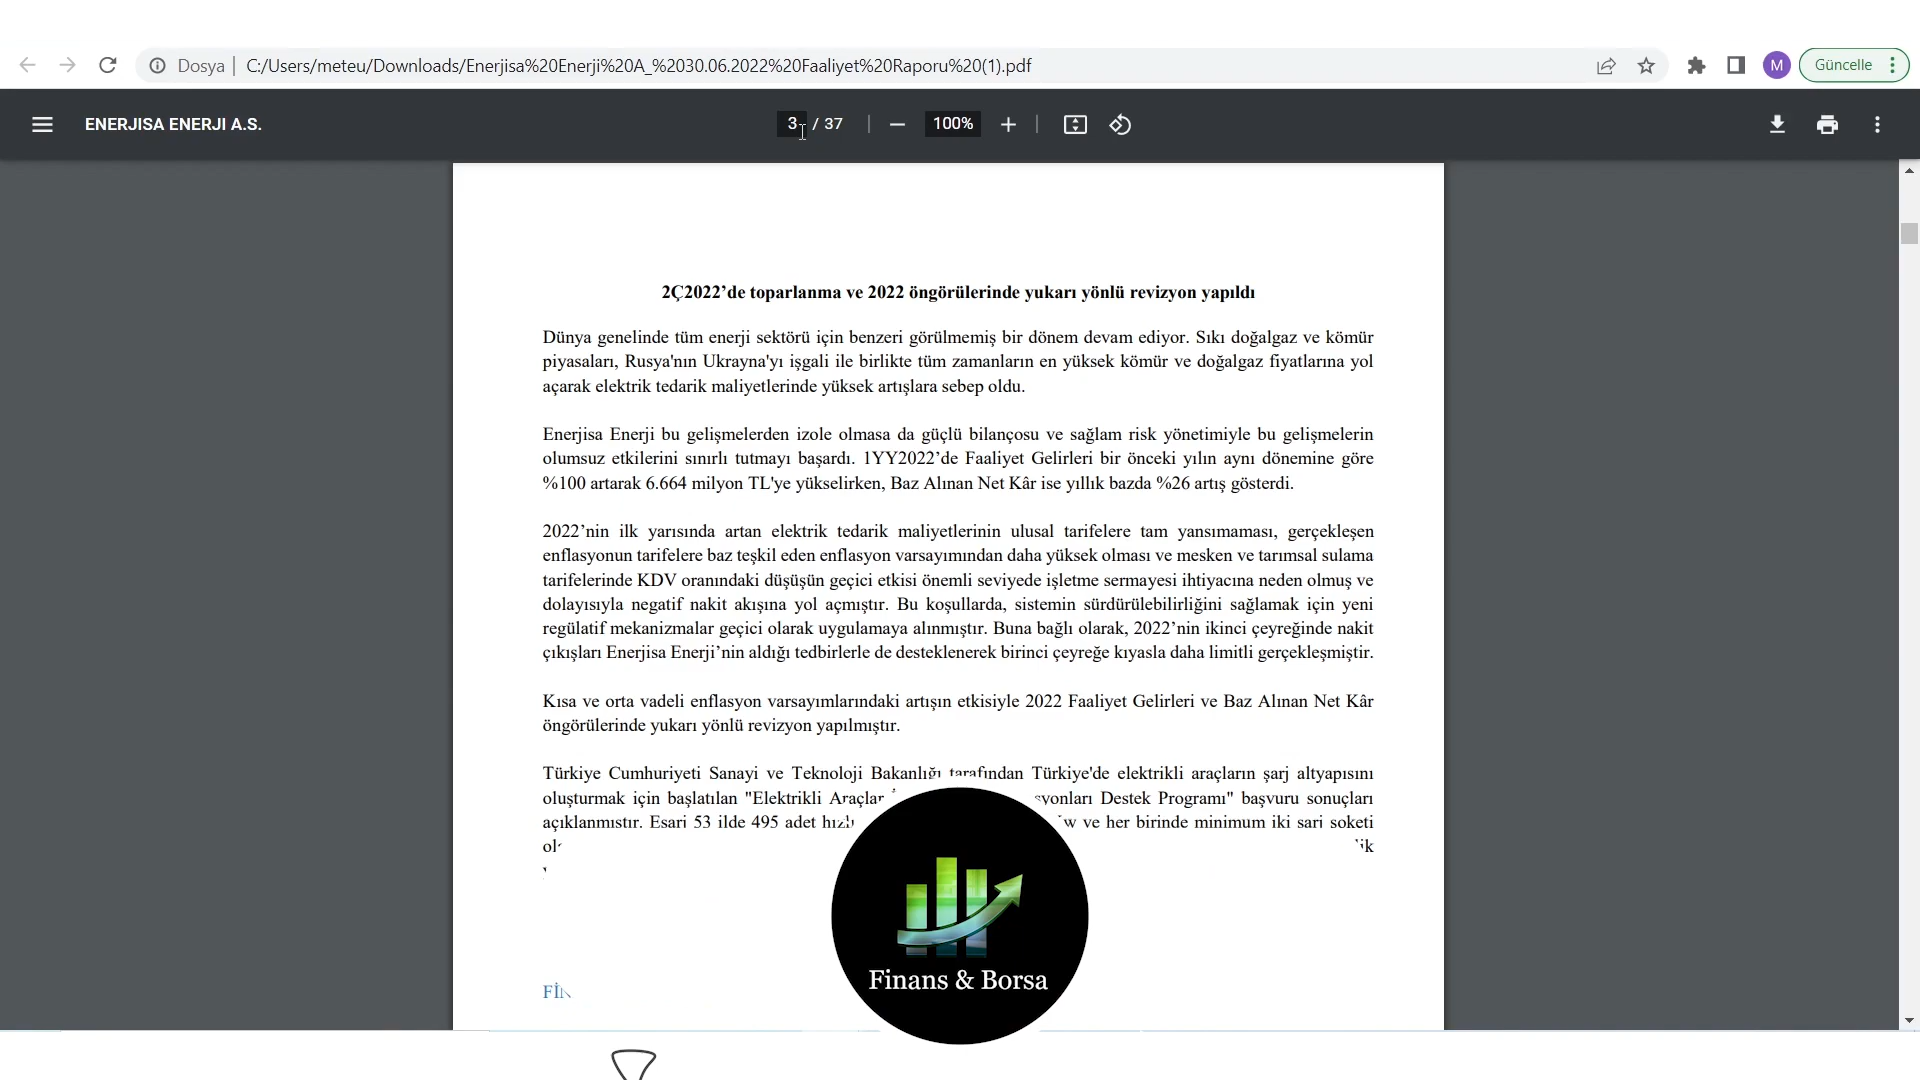 Dosya | C:/Users/meteu/Downloads/Enerjisa%20Enerji%20A_%2030.06.2022%20Faaliyet%20Raporu%20(1).pdf
M
Güncelle
ENERJISA ENERJI A.S.
3 / 37
100%
2Ç2022’de toparlanma ve 2022 öngörülerinde yukarı yönlü revizyon yapıldı
Dünya genelinde tüm enerji sektörü için benzeri görülmemiş bir dönem devam ediyor. Sıkı doğalgaz ve kömür
piyasaları, Rusya'nın Ukrayna'yı işgali ile birlikte tüm zamanların en yüksek kömür ve doğalgaz fiyatlarına yol
açarak elektrik tedarik maliyetlerinde yüksek artışlara sebep oldu.
Enerjisa Enerji bu gelişmelerden izole olmasa da güçlü bilançosu ve sağlam risk yönetimiyle bu gelişmelerin
olumsuz etkilerini sınırlı tutmayı başardı. 1YY2022’de Faaliyet Gelirleri bir önceki yılın aynı dönemine göre
%100 artarak 6.664 milyon TL'ye yükselirken, Baz Alınan Net Kâr ise yıllık bazda %26 artış gösterdi.
2022’nin ilk yarısında artan elektrik tedarik maliyetlerinin ulusal tarifelere tam yansımaması, gerçekleşen
enflasyonun tarifelere baz teşkil eden enflasyon varsayımından daha yüksek olması ve mesken ve tarımsal sulama
tarifelerinde KDV oranındaki düşüşün geçici etkisi önemli seviyede işletme sermayesi ihtiyacına neden olmuş ve
dolayısıyla negatif nakit akışına yol açmıştır. Bu koşullarda, sistemin sürdürülebilirliğini sağlamak için yeni
regülatif mekanizmalar geçici olarak uygulamaya alınmıştır. Buna bağlı olarak, 2022’nin ikinci çeyreğinde nakit
çıkışları Enerjisa Enerji’nin aldığı tedbirlerle de desteklenerek birinci çeyreğe kıyasla daha limitli gerçekleşmiştir.
Kısa ve orta vadeli enflasyon varsayımlarındaki artışın etkisiyle 2022 Faaliyet Gelirleri ve Baz Alınan Net Kâr
öngörülerinde yukarı yönlü revizyon yapılmıştır.
Türkiye Cumhuriyeti Sanayi ve Teknoloji Bakanlığı tarafından Türkiye'de elektrikli araçların şarj altyapısını
oluşturmak için başlatılan "Elektrikli Araçlar Destek Programı" başvuru sonuçları
açıklanmıştır. Eşarj 53 ilde 495 adet ve her birinde minimum iki şarj soketi
Finans & Borsa